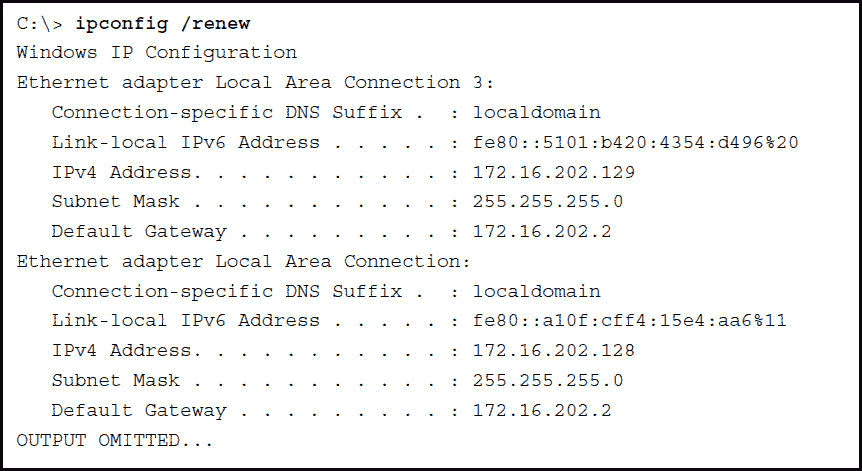 C:\> ipconfig /renew
Windows IP Configuration
Ethernet adapter Local Area Connection 3:
Connection-specific DNS Suffix . : localdomain
Link-local IPv6 Address . . . . . : fe80::5101:b420:4354:d496%20
IPv4 Address. . . . . . . . . . . : 172.16.202.129
Subnet Mask . . . . . . . . . . . : 255.255.255.0
Default Gateway . . . . . . . . . : 172.16.202.2
Ethernet adapter Local Area Connection:
Connection-specific DNS Suffix . : localdomain
Link-local IPv6 Address . . . . . : fe80::a10f:cff4:15e4:aa6%11
IPv4 Address. . . . . . . . . . . : 172.16.202.128
Subnet Mask . . . . . . . . . . . : 255.255.255.0
Default Gateway . . . . . . . . . : 172.16.202.2
OUTPUT OMITTED...